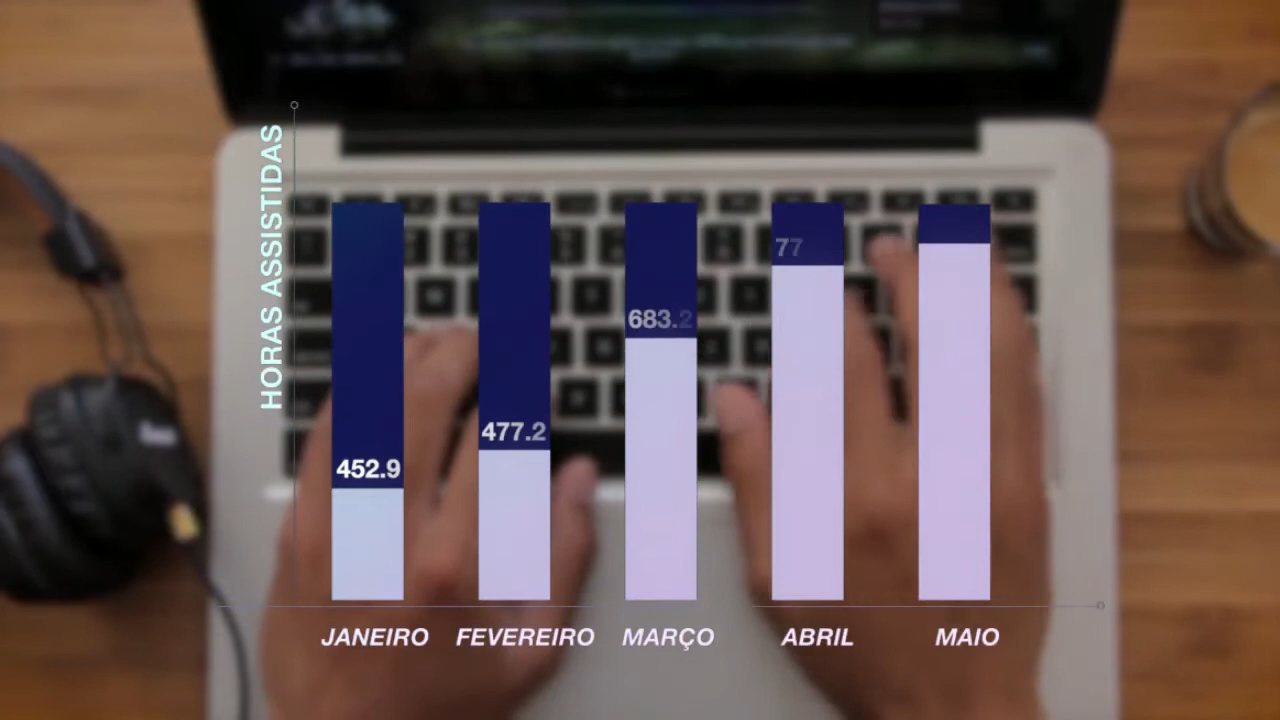 HORAS ASSISTIDAS
452.9
477.2
683.2
77
JANEIRO FEVEREIRO MARÇO ABRIL MAIO